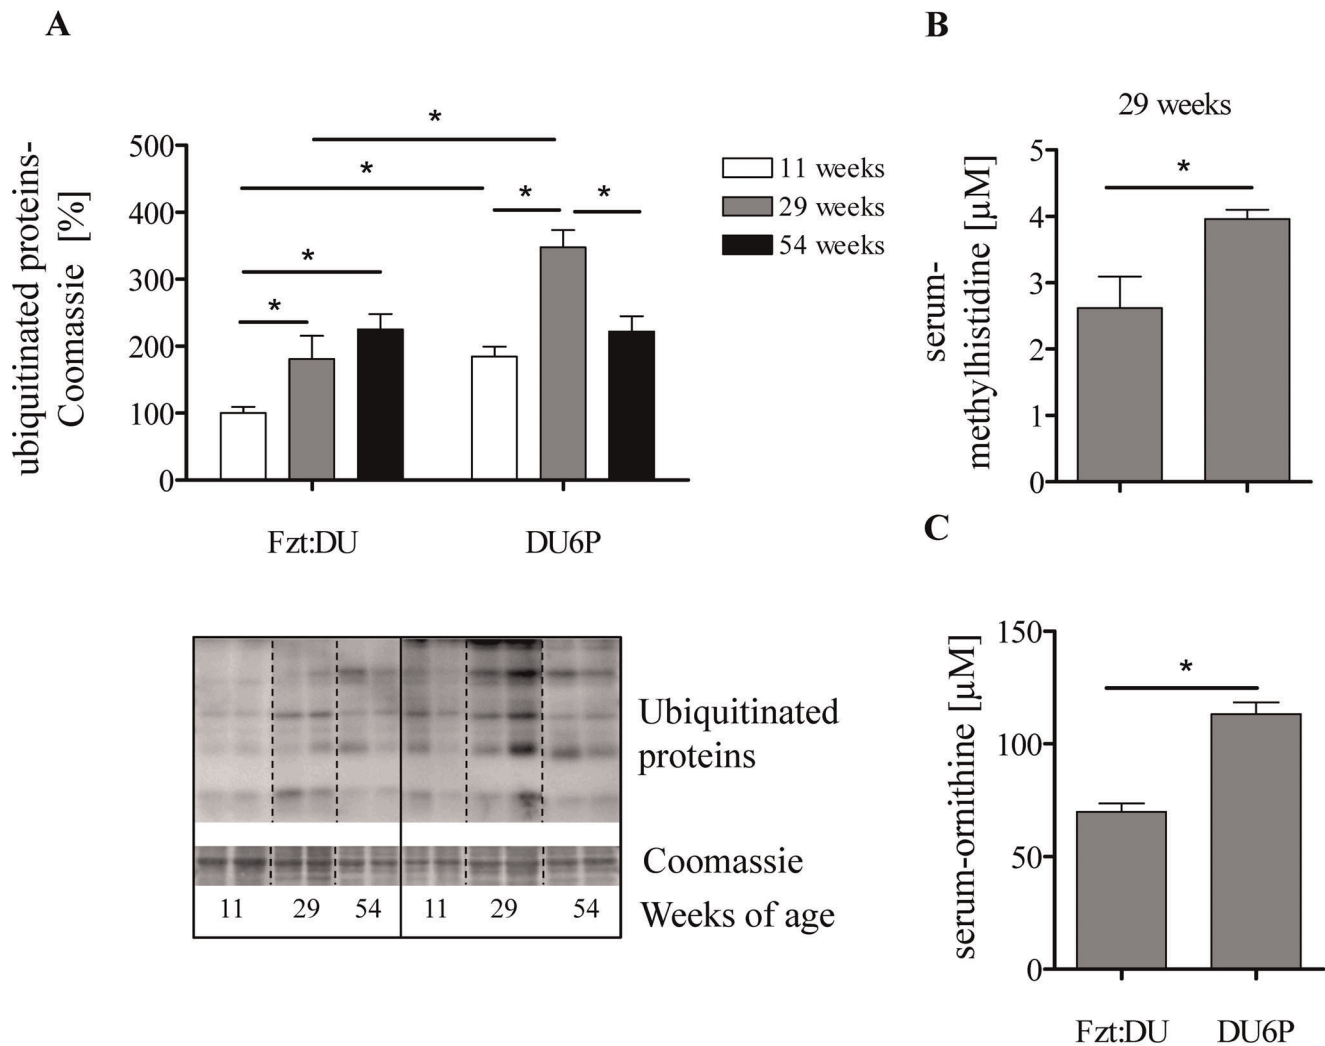 A
ubiquitinated proteins-
Coomassie [%]
500
400
300
200
100
0
*
*
*
*
*
*
Fzt:DU
DU6P
11 weeks
29 weeks
54 weeks
Ubiquitinated
proteins
Coomassie
11
29
54
11
29
54
Weeks of age
B
29 weeks
serum-
methylhistidine [µM]
5
4
3
2
1
0
*
C
serum-ornithine [µM]
150
100
50
0
*
Fzt:DU
DU6P